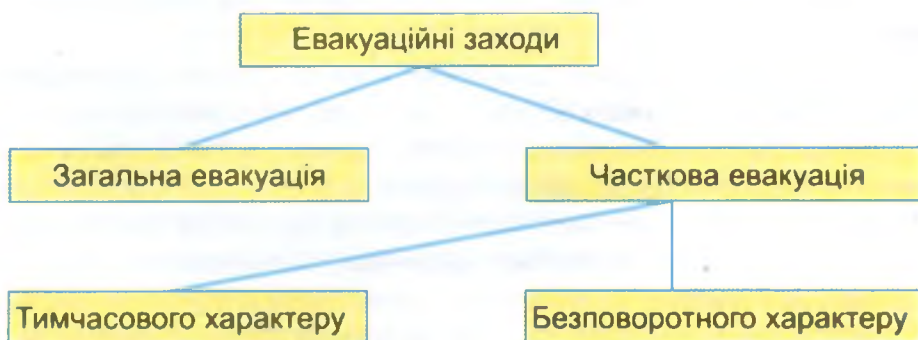 Евакуаційні заходи
Загальна евакуація
Часткова евакуація
Тимчасового характеру
Безповоротного характеру